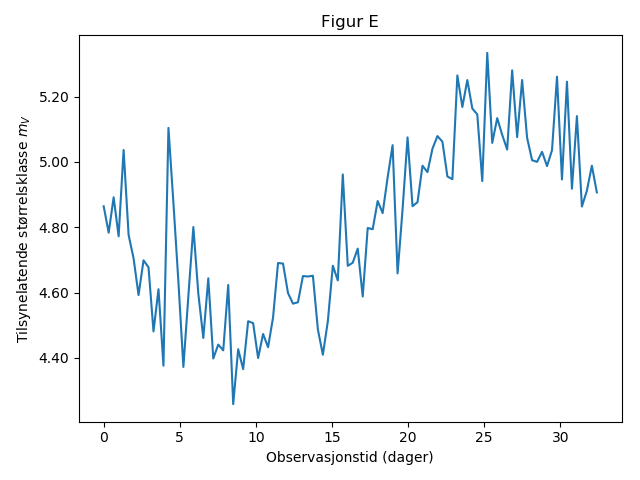 Figur E
Tilsynelatende størrelsesklasse $m_V$
5.20
5.00
4.80
4.60
4.40
0 5 10 15 20 25 30
Observasjonstid (dager)